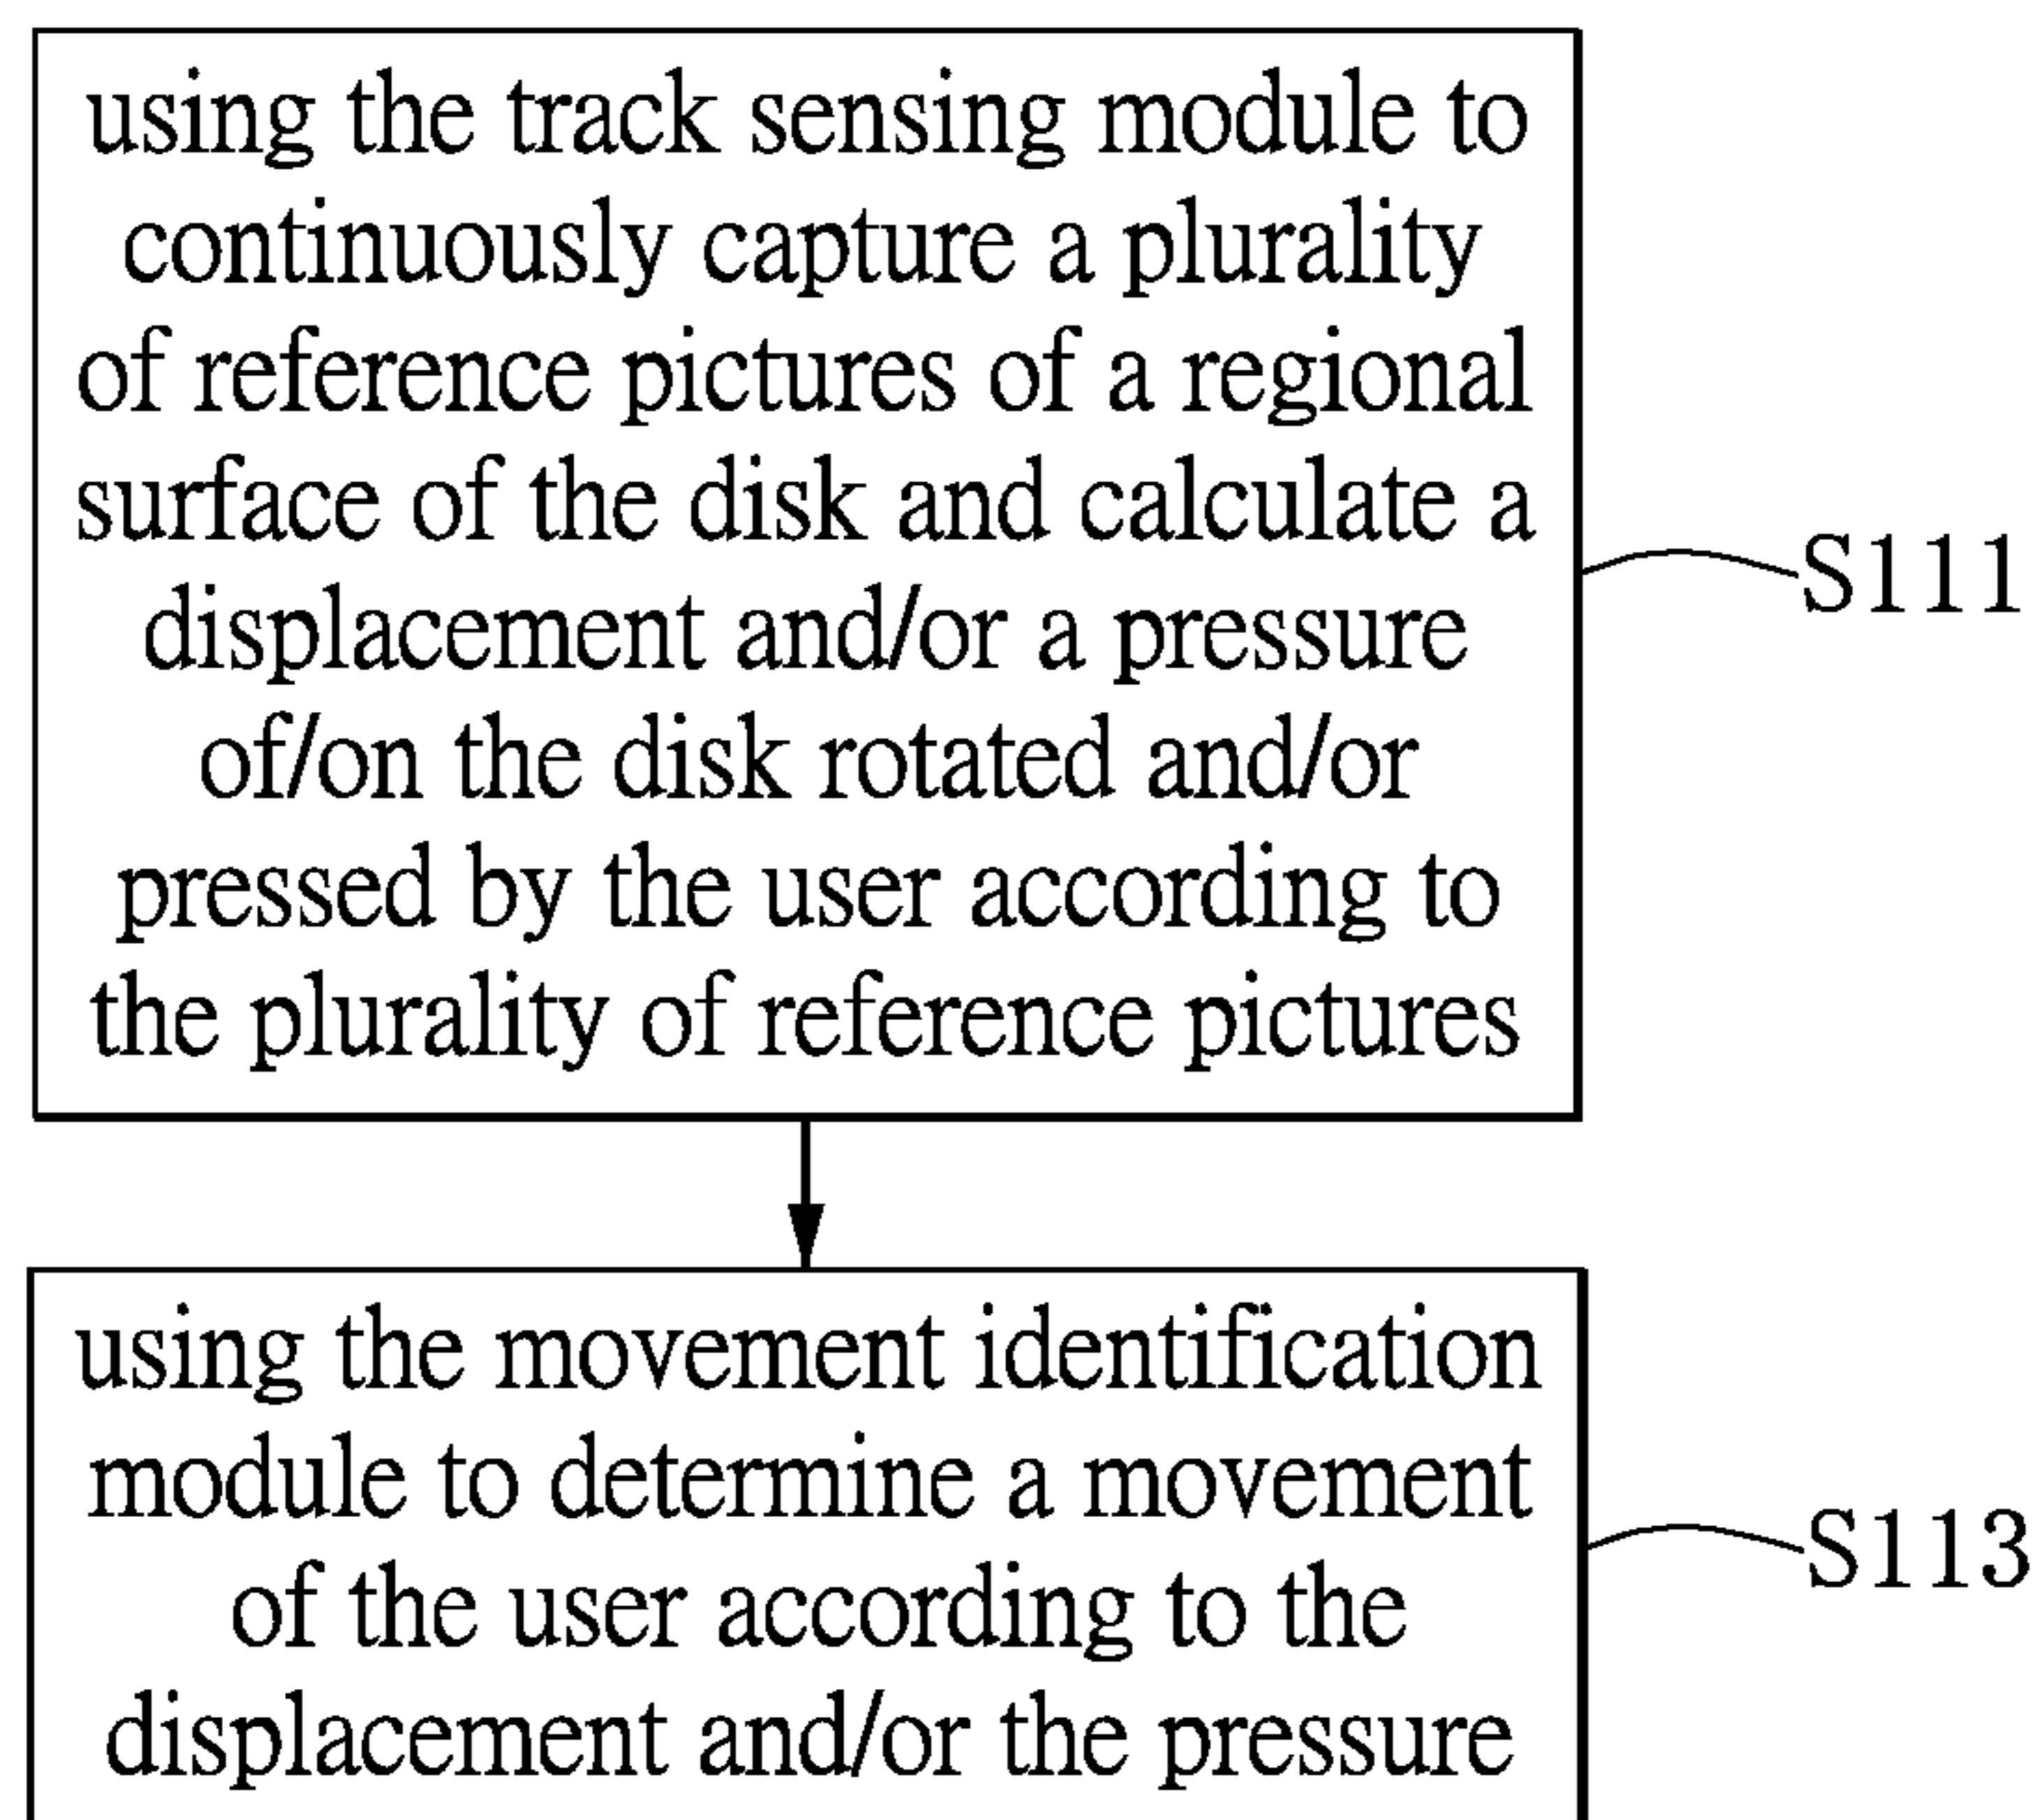 using the track sensing module to
continuously capture a plurality
of reference pictures of a regional
surface of the disk and calculate a
displacement and/or a pressure
of/on the disk rotated and/or
pressed by the user according to
the plurality of reference pictures
S111
using the movement identification
module to determine a movement
of the user according to the
displacement and/or the pressure
S113